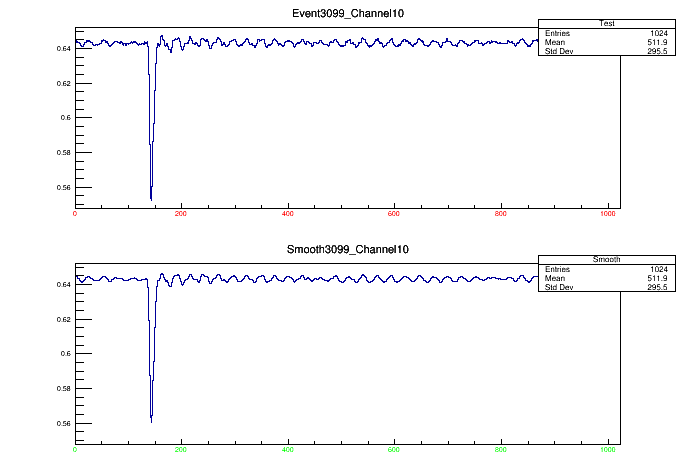 Event3099_Channel10
Test
Entries 1024
Mean 511.9
Std Dev 295.5
0.64
0.62
0.6
0.58
0.56
0 200 400 600 800 1000
Smooth3099_Channel10
Smooth
Entries 1024
Mean 511.9
Std Dev 295.5
0.64
0.62
0.6
0.58
0.56
0 200 400 600 800 1000